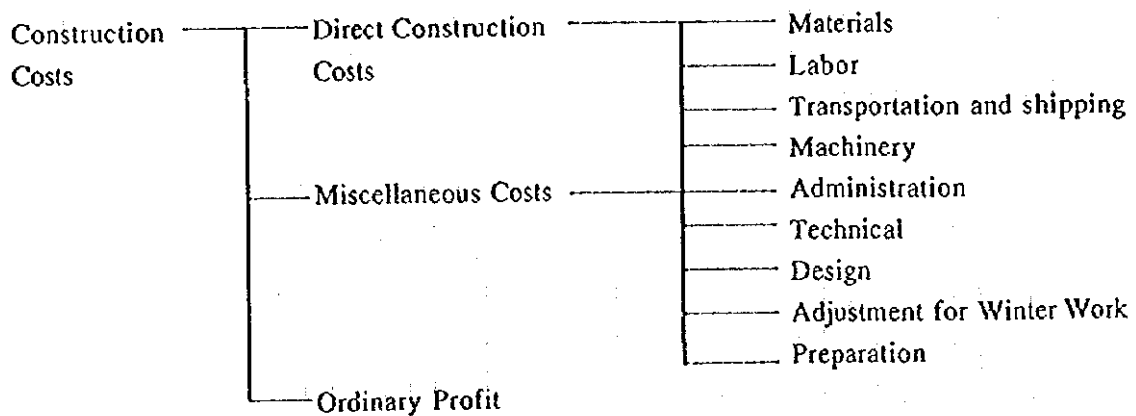 Construction Costs
Direct Construction Costs
Materials
Labor
Transportation and shipping
Machinery
Miscellaneous Costs
Administration
Technical
Design
Adjustment for Winter Work
Preparation
Ordinary Profit